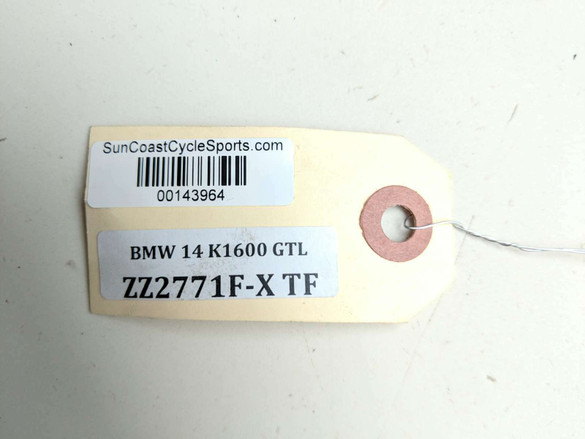 SunCoastCycleSports.com
00143964
BMW 14 K1600 GTL
ZZ2771F-X TF